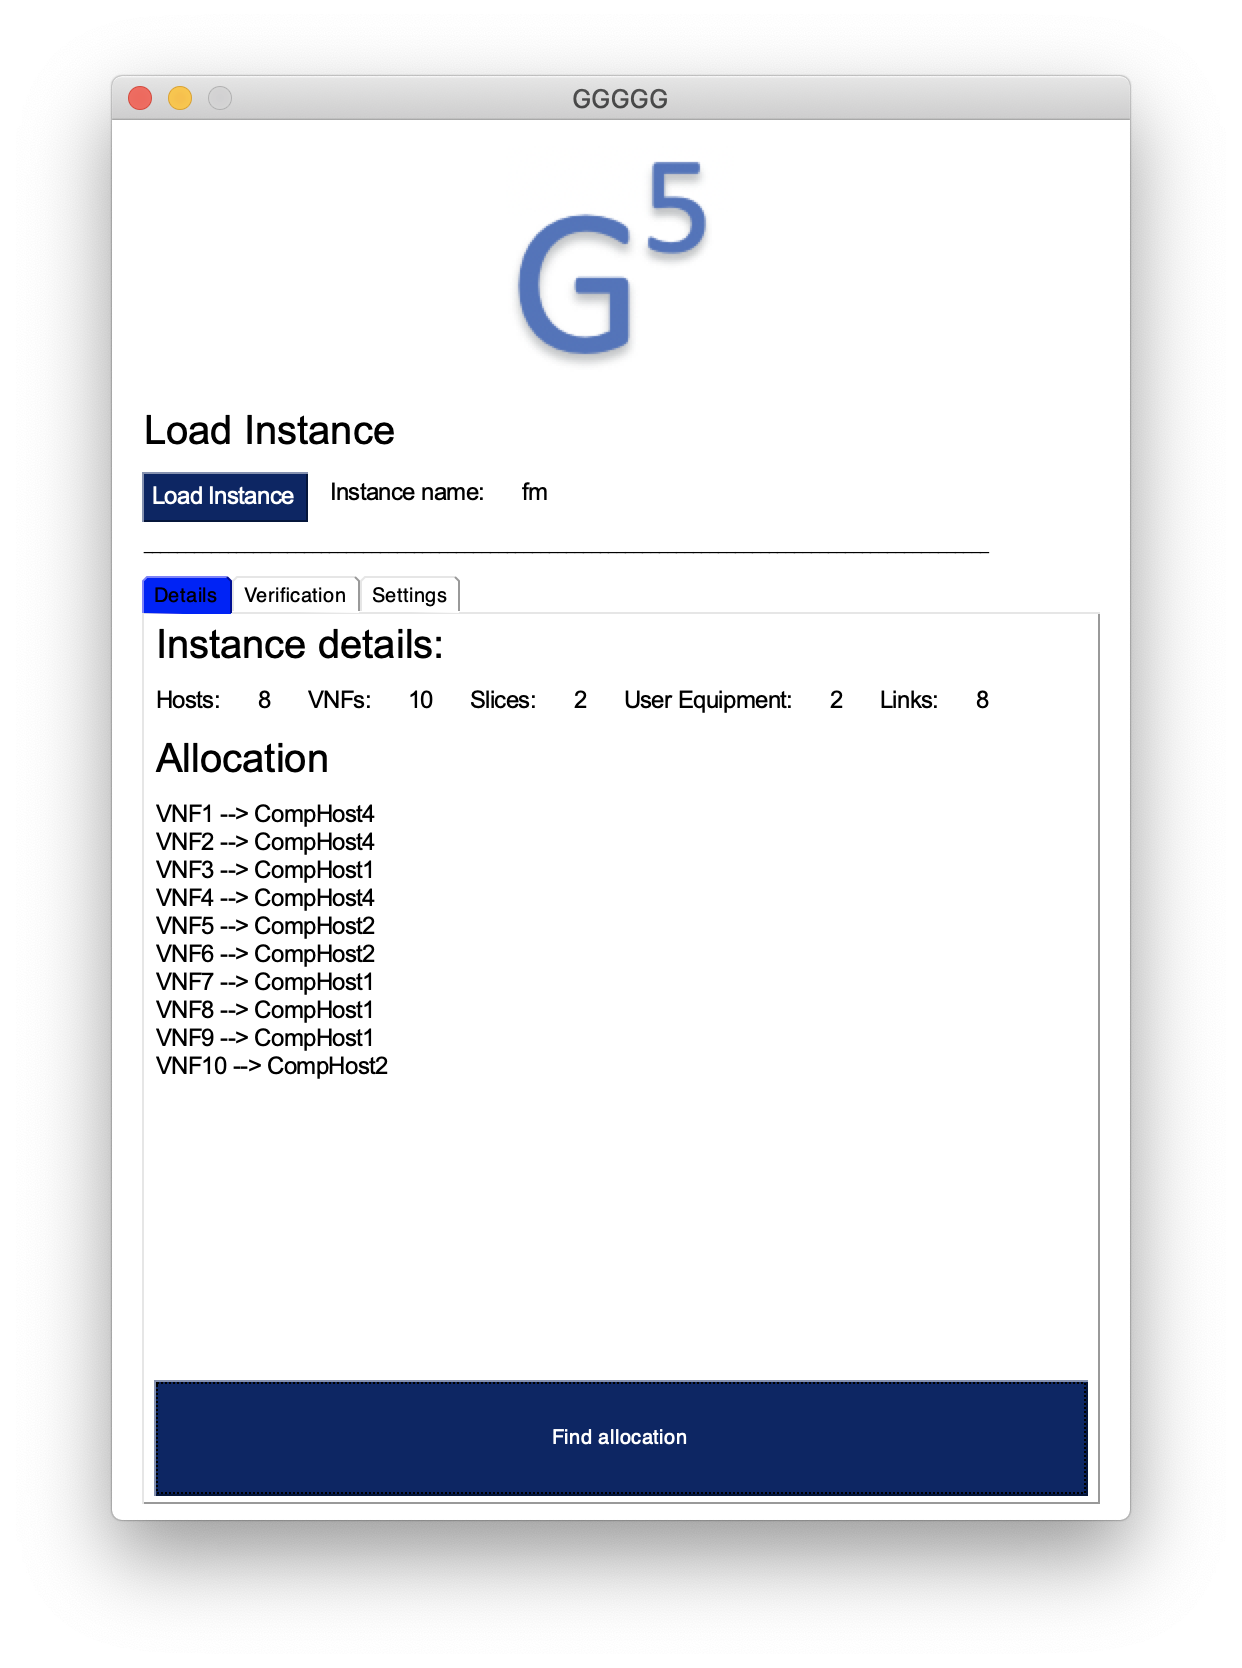 GGGGG
G5
Load Instance
Load Instance Instance name: fm
Details Verification Settings
Instance details:
Hosts: 8 VNFs: 10 Slices: 2 User Equipment: 2 Links: 8
Allocation
VNF1 --> CompHost4
VNF2 --> CompHost4
VNF3 --> CompHost1
VNF4 --> CompHost4
VNF5 --> CompHost2
VNF6 --> CompHost2
VNF7 --> CompHost1
VNF8 --> CompHost1
VNF9 --> CompHost1
VNF10 --> CompHost2
Find allocation